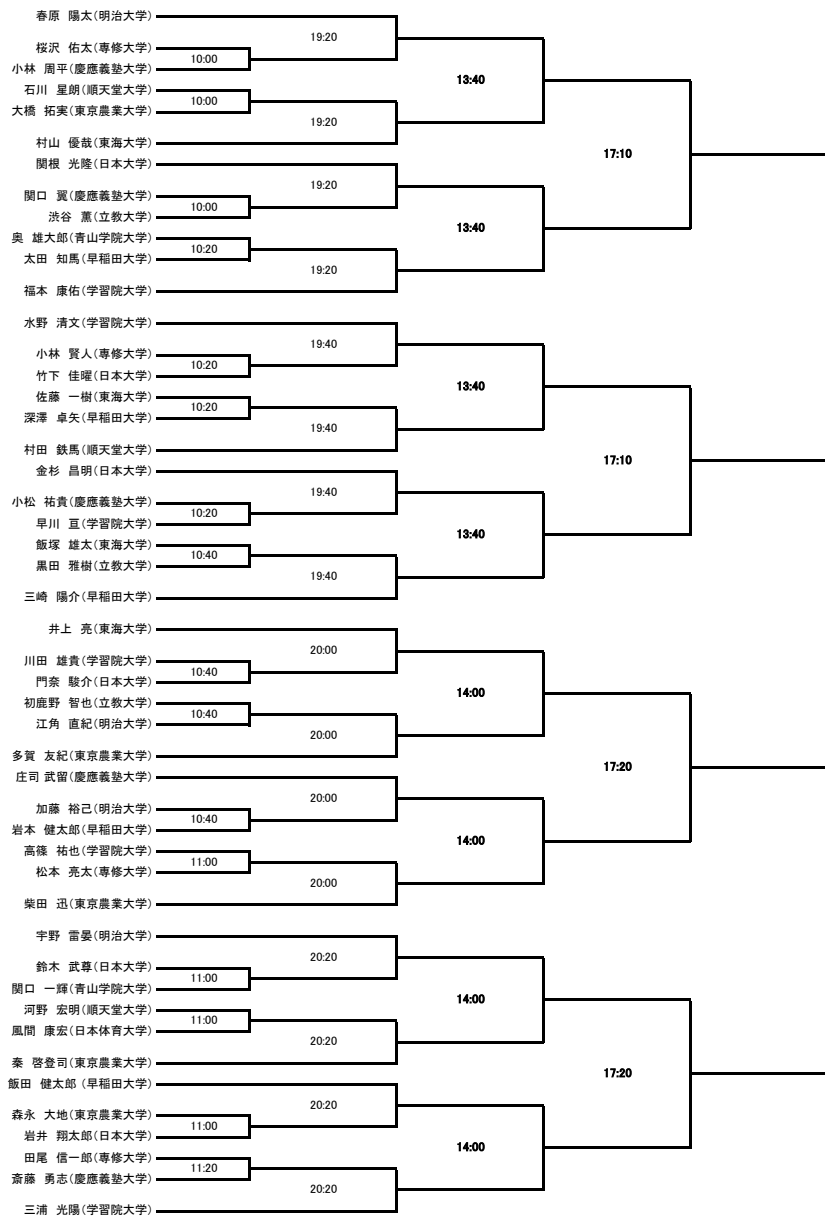 春原 陽太(明治大学)
19:20
桜沢 佑太(専修大学)
10:00
小林 周平(慶應義塾大学)
13:40
石川 星朗(順天堂大学)
10:00
大橋 拓実(東京農業大学)
19:20
村山 優哉(東海大学)
17:10
関根 光隆(日本大学)
19:20
関口 翼(慶應義塾大学)
10:00
渋谷 薫(立教大学)
13:40
奥 雄大郎(青山学院大学)
10:20
太田 知馬(早稲田大学)
19:20
福本 康佑(学習院大学)
水野 清文(学習院大学)
19:40
小林 賢人(専修大学)
10:20
竹下 佳曜(日本大学)
13:40
佐藤 一樹(東海大学)
10:20
深澤 卓矢(早稲田大学)
19:40
村田 鉄馬(順天堂大学)
17:10
金杉 昌明(日本大学)
19:40
小松 祐貴(慶應義塾大学)
10:20
早川 亘(学習院大学)
13:40
飯塚 雄太(東海大学)
10:40
黒田 雅樹(立教大学)
19:40
三崎 陽介(早稲田大学)
井上 亮(東海大学)
20:00
川田 雄貴(学習院大学)
10:40
門奈 駿介(日本大学)
14:00
初鹿野 智也(立教大学)
10:40
江角 直紀(明治大学)
20:00
多賀 友紀(東京農業大学)
17:20
庄司 武留(慶應義塾大学)
20:00
加藤 裕己(明治大学)
10:40
岩本 健太郎(早稲田大学)
14:00
高篠 祐也(学習院大学)
11:00
松本 亮太(専修大学)
20:00
柴田 迅(東京農業大学)
宇野 雷晏(明治大学)
20:20
鈴木 武尊(日本大学)
11:00
関口 一輝(青山学院大学)
14:00
河野 宏明(順天堂大学)
11:00
風間 康宏(日本体育大学)
20:20
秦 啓登司(東京農業大学)
17:20
飯田 健太郎 (早稲田大学)
20:20
森永 大地(東京農業大学)
11:00
岩井 翔太郎(日本大学)
14:00
田尾 信一郎(専修大学)
11:20
斎藤 勇志(慶應義塾大学)
20:20
三浦 光陽(学習院大学)